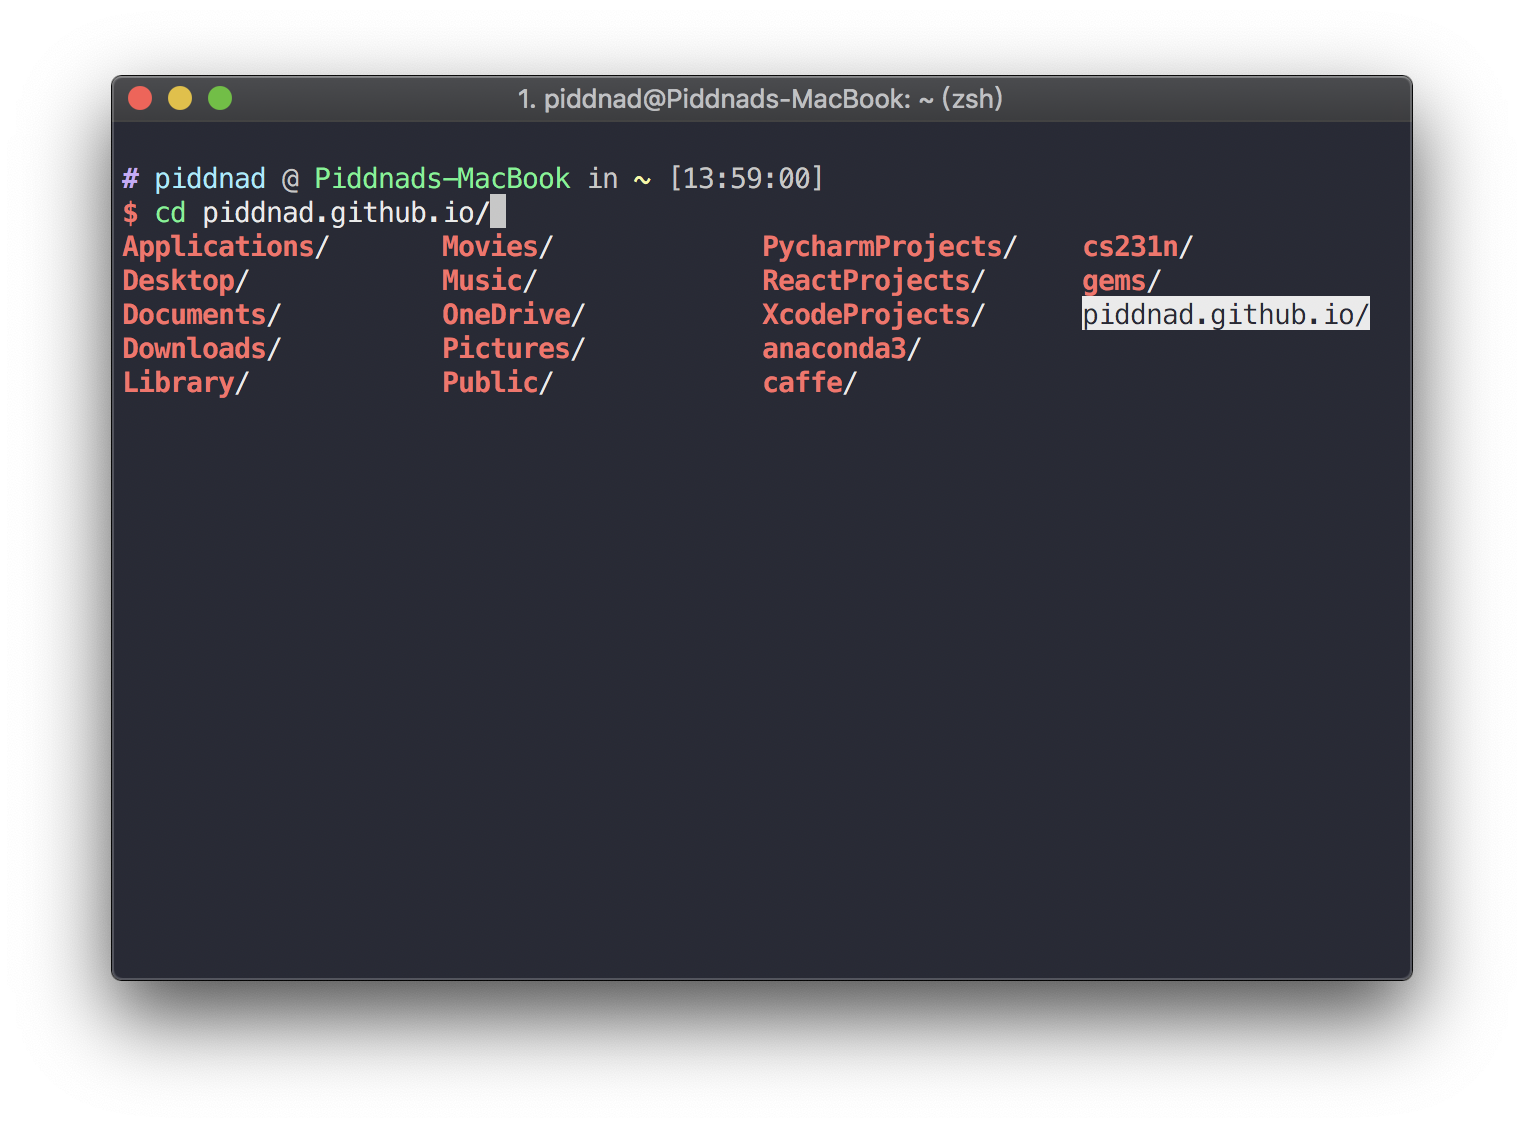 1. piddnad@Piddnads-MacBook: ~ (zsh)
# piddnad @ Piddnads-MacBook in ~ [13:59:00]
$ cd piddnad.github.io/
Applications/ Movies/ PycharmProjects/ cs231n/
Desktop/ Music/ ReactProjects/ gems/
Documents/ OneDrive/ XcodeProjects/ piddnad.github.io/
Downloads/ Pictures/ anaconda3/
Library/ Public/ caffe/